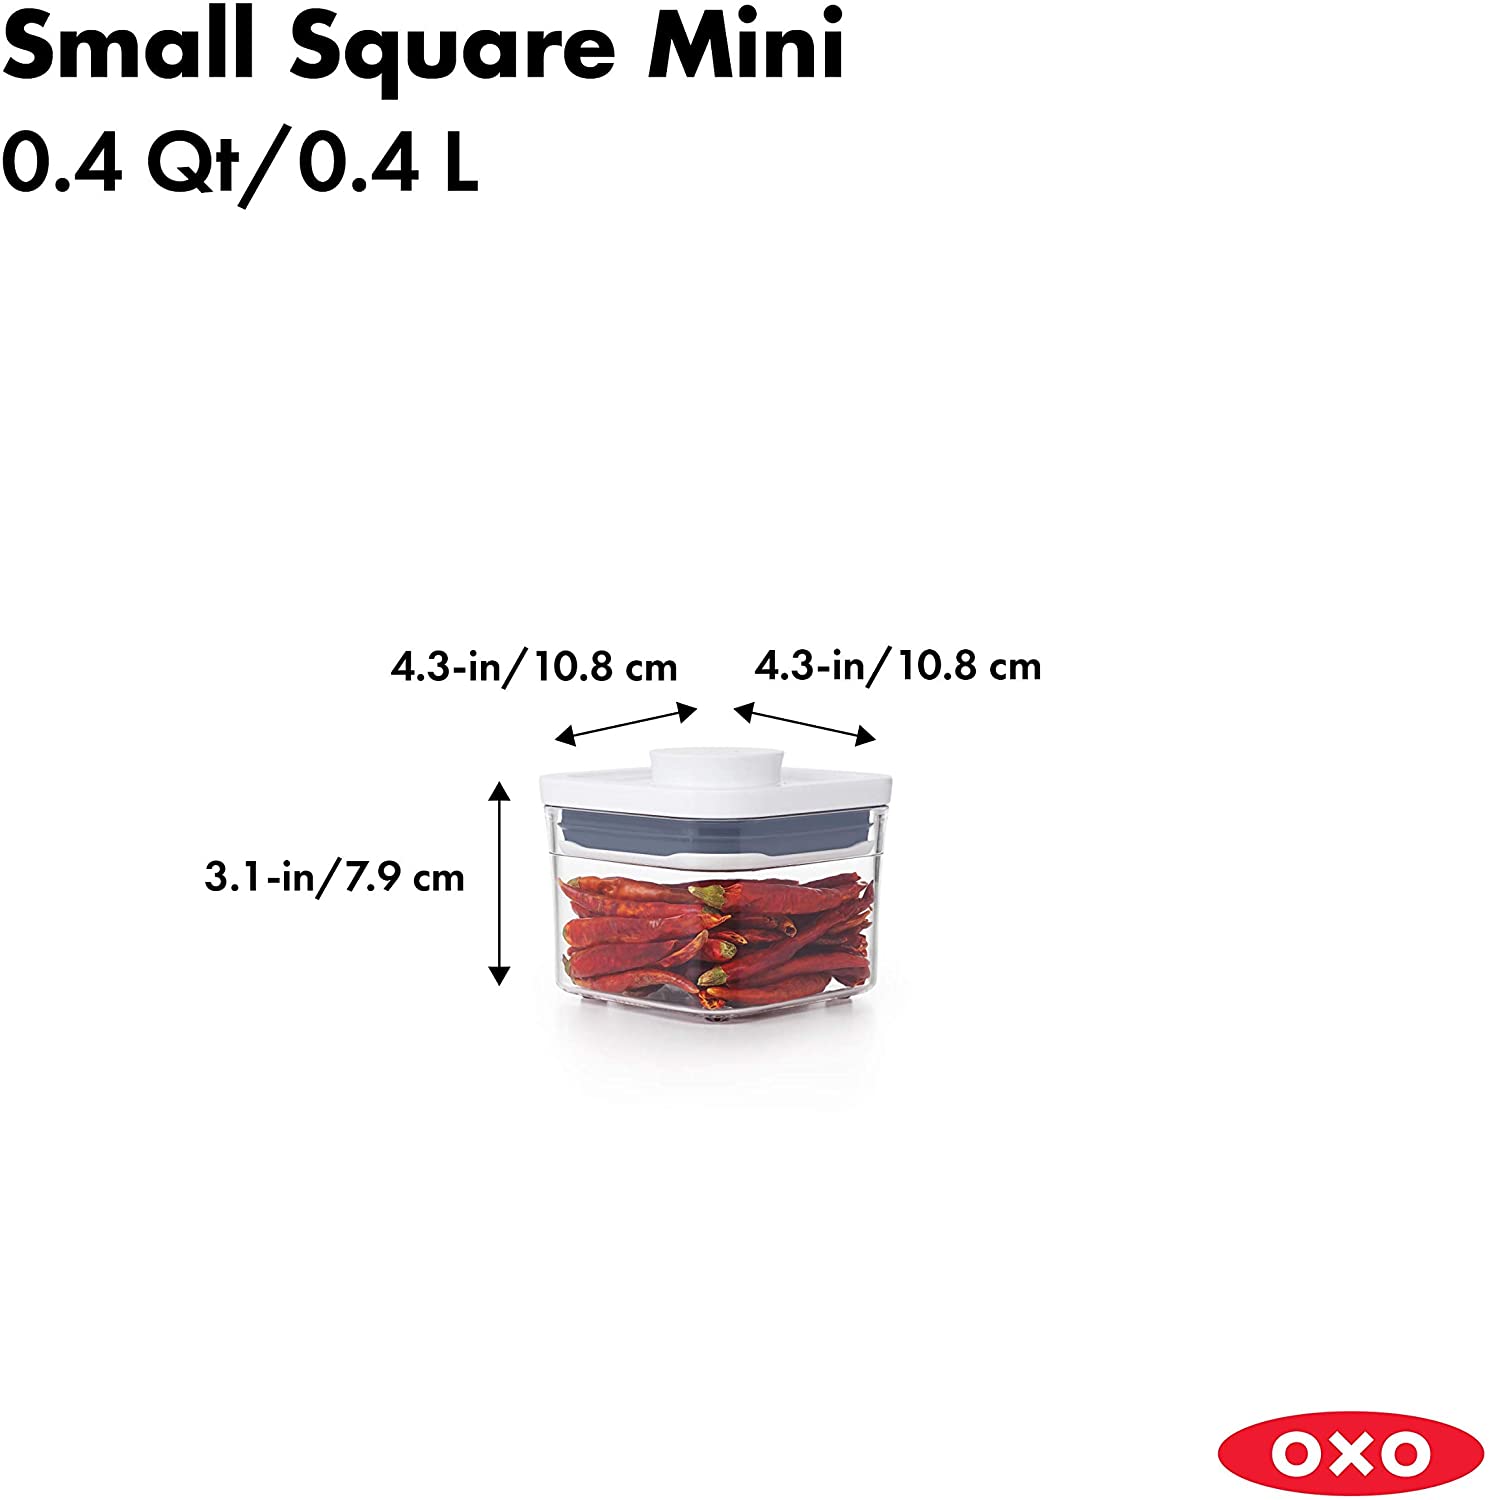 Small Square Mini
0.4 Qt/0.4 L
4.3-in/10.8 cm
4.3-in/10.8 cm
3.1-in/7.9 cm
OXO